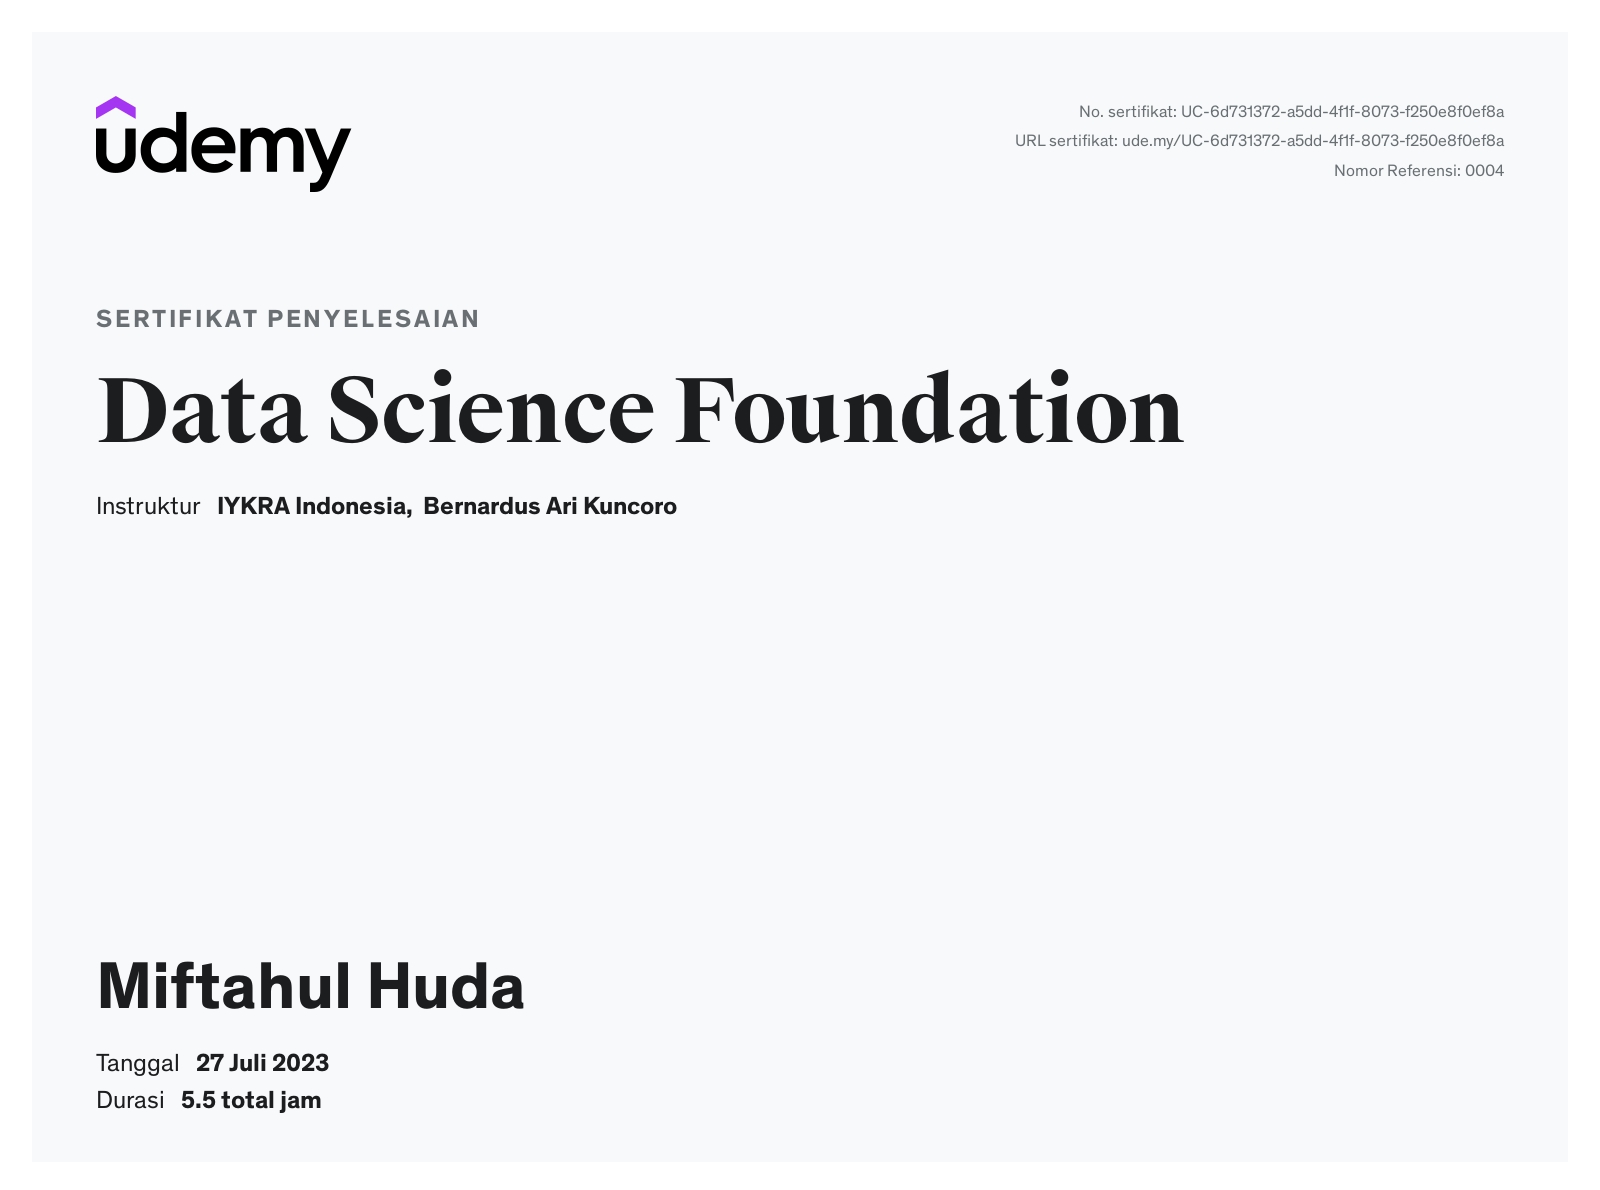 udemy
No. sertifikat: UC-6d731372-a5dd-4f1f-8073-f250e8f0ef8a
URL sertifikat: ude.my/UC-6d731372-a5dd-4f1f-8073-f250e8f0ef8a
Nomor Referensi: 0004
SERTIFIKAT PENYELESAIAN
Data Science Foundation
Instruktur IYKRA Indonesia, Bernardus Ari Kuncoro
Miftahul Huda
Tanggal 27 Juli 2023
Durasi 5.5 total jam